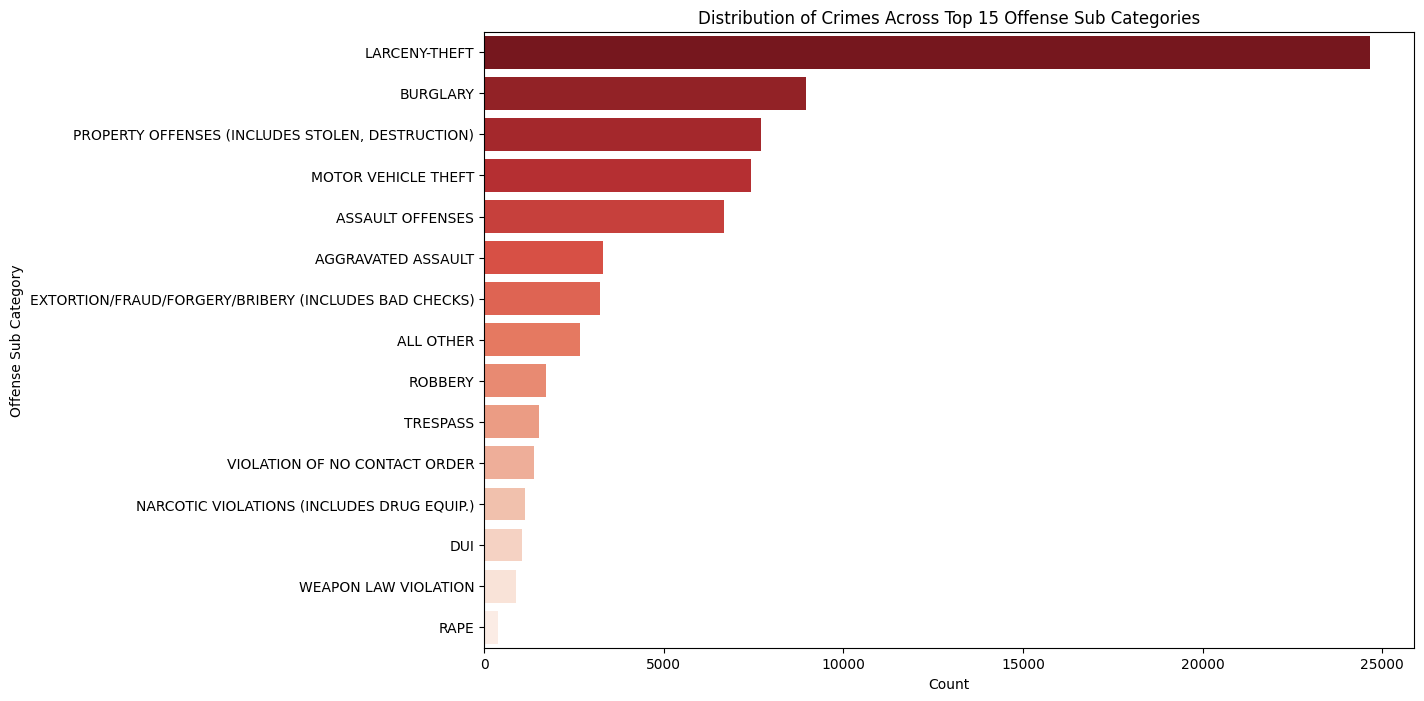 Distribution of Crimes Across Top 15 Offense Sub Categories
Offense Sub Category
LARCENY-THEFT
BURGLARY
PROPERTY OFFENSES (INCLUDES STOLEN, DESTRUCTION)
MOTOR VEHICLE THEFT
ASSAULT OFFENSES
AGGRAVATED ASSAULT
EXTORTION/FRAUD/FORGERY/BRIBERY (INCLUDES BAD CHECKS)
ALL OTHER
ROBBERY
TRESPASS
VIOLATION OF NO CONTACT ORDER
NARCOTIC VIOLATIONS (INCLUDES DRUG EQUIP.)
DUI
WEAPON LAW VIOLATION
RAPE
0 5000 10000 15000 20000 25000
Count